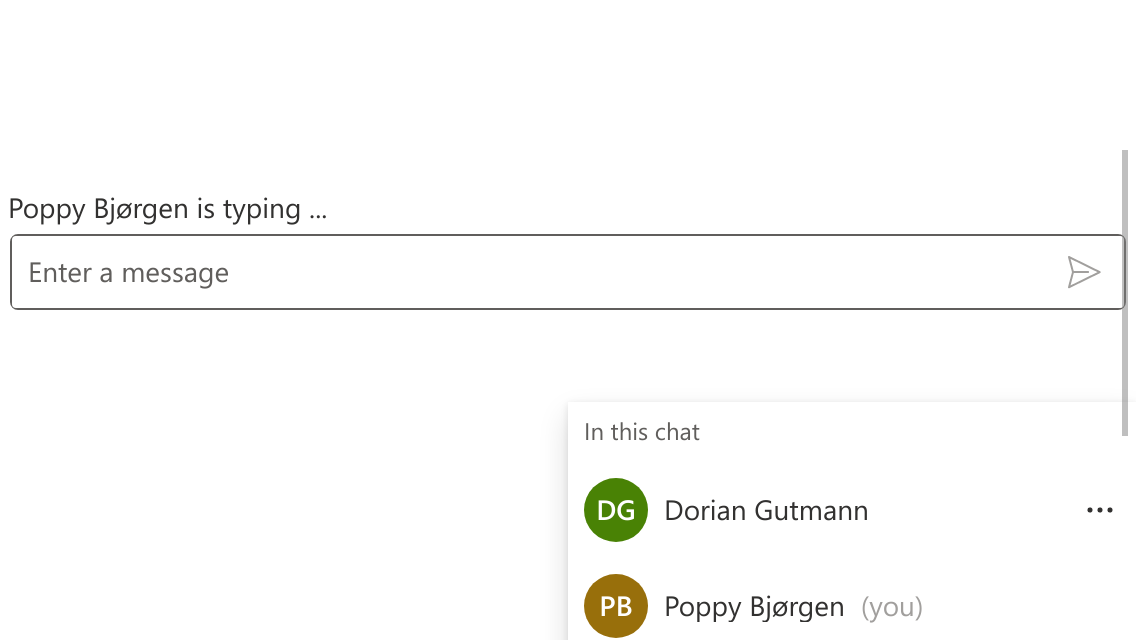 Poppy Bjørgen is typing ...
Enter a message
In this chat
DG Dorian Gutmann
PB Poppy Bjørgen (you)